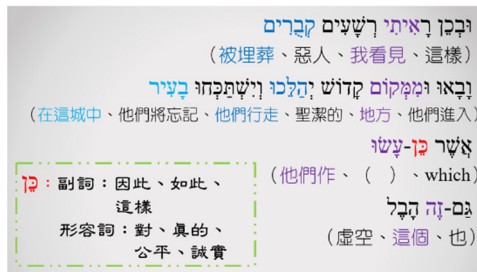 וּבְכֵן רָאִיתִי רְשָׁעִים קְבֻרִים
(被埋葬、惡人、我看見、這樣)
וָבָאוּ וּמִמְּקוֹם קָדוֹשׁ יְהַלֵּכוּ וְיִשְׁתַּכְּחוּ בָעִיר
(在這城中、他們將忘記、他們行走、聖潔的、地方、他們進入)
אֲשֶׁר כֵּן-עָשׂוּ
(他們作、( )、which)
גַּם-זֶה הָבֶל
(虛空、這個、也)
כֵּן:副詞:因此、如此、
這樣
形容詞:對、真的、
公平、誠實